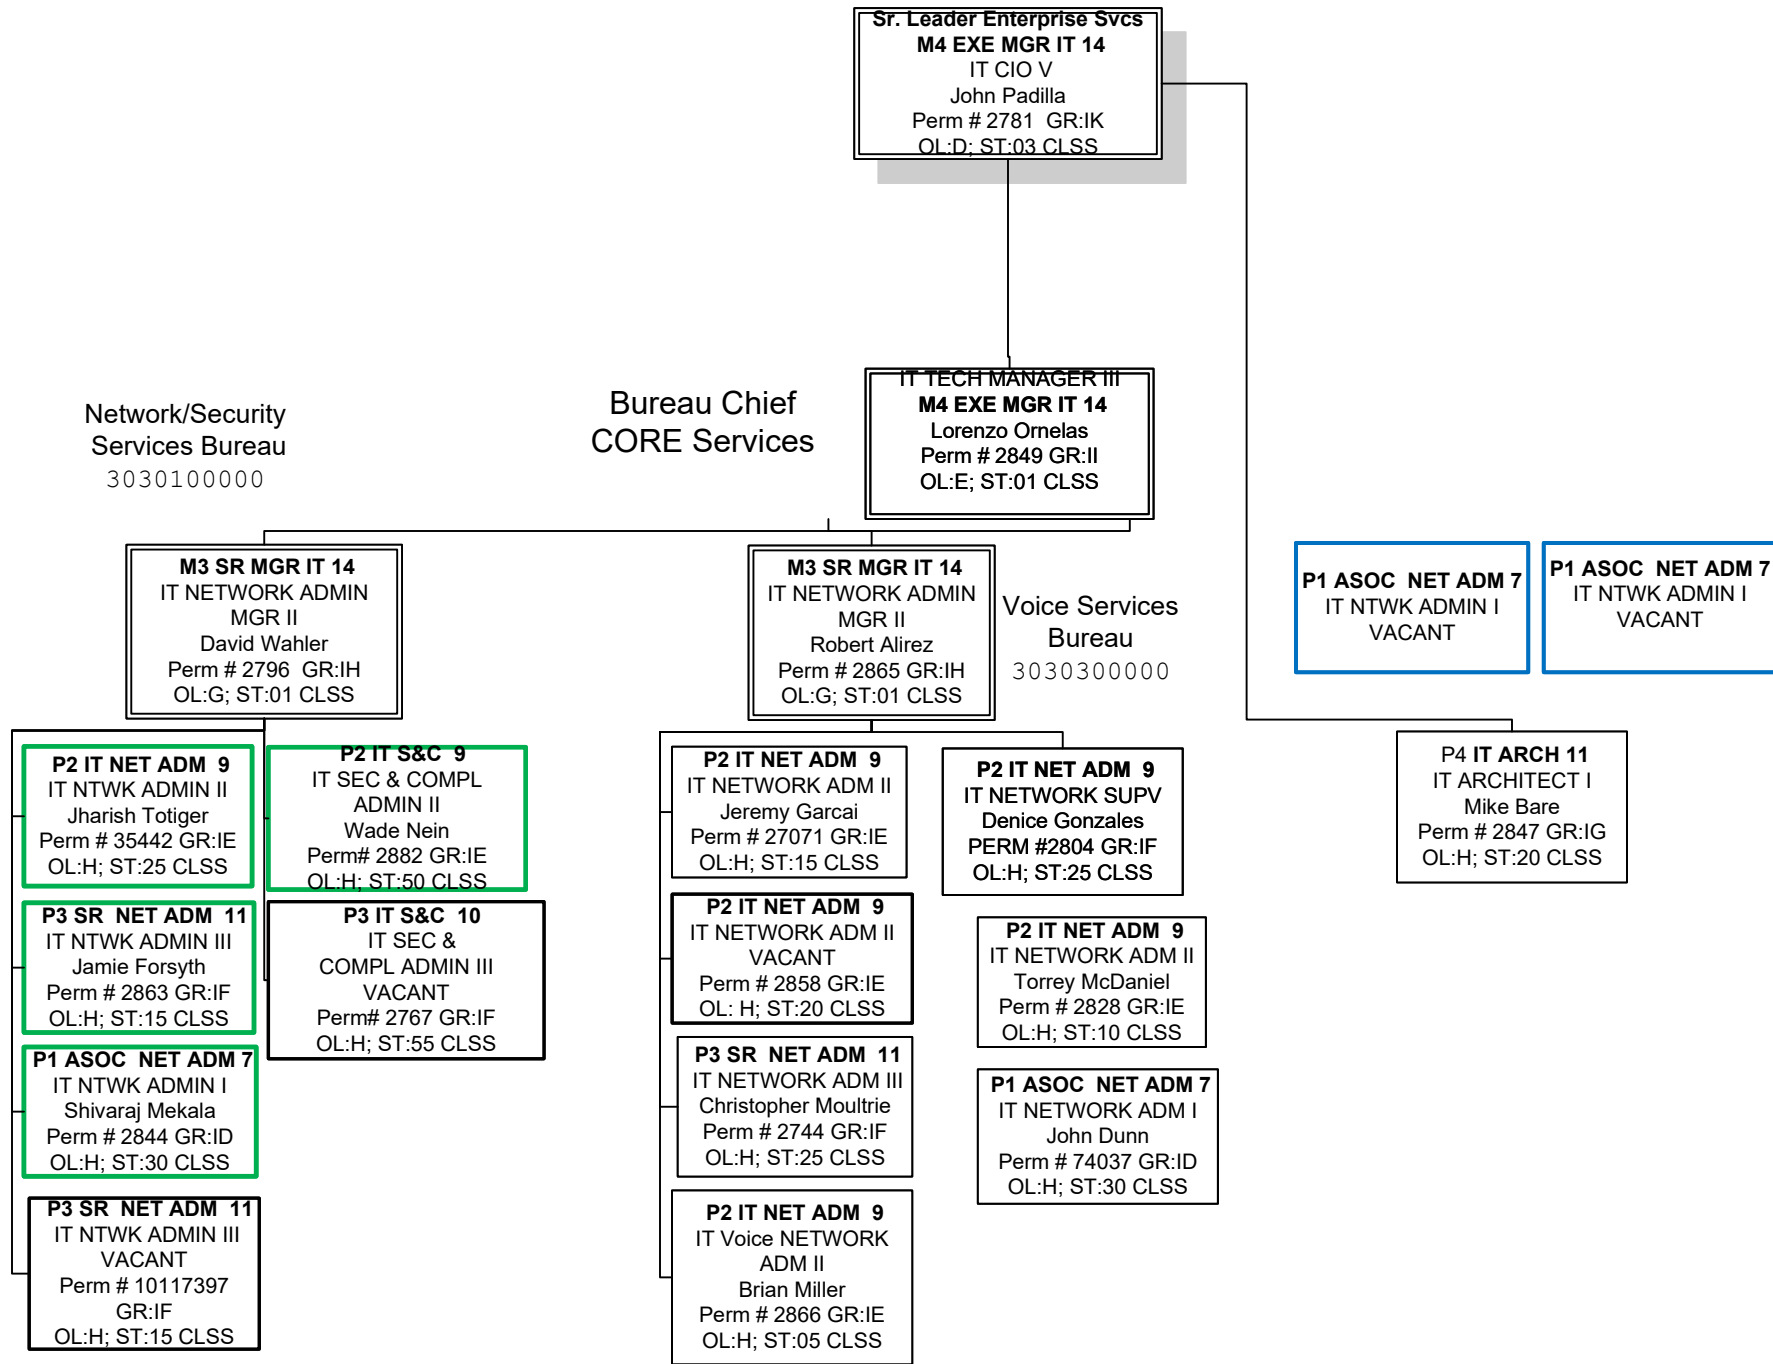 Sr. Leader Enterprise Svcs
M4 EXE MGR IT 14
IT CIO V
John Padilla
Perm # 2781 GR:IK
OL:D; ST:03 CLSS
Network/Security
Services Bureau
3030100000
Bureau Chief
CORE Services
IT TECH MANAGER III
M4 EXE MGR IT 14
Lorenzo Ornelas
Perm # 2849 GR:II
OL:E; ST:01 CLSS
M3 SR MGR IT 14
IT NETWORK ADMIN
MGR II
David Wahler
Perm # 2796 GR:IH
OL:G; ST:01 CLSS
M3 SR MGR IT 14
IT NETWORK ADMIN
MGR II
Robert Alirez
Perm # 2865 GR:IH
OL:G; ST:01 CLSS
Voice Services
Bureau
3030300000
P1 ASOC NET ADM 7
IT NTWK ADMIN I
VACANT
P1 ASOC NET ADM 7
IT NTWK ADMIN I
VACANT
P2 IT NET ADM 9
IT NTWK ADMIN II
Jharish Totiger
Perm # 35442 GR:IE
OL:H; ST:25 CLSS
P3 SR NET ADM 11
IT NTWK ADMIN III
Jamie Forsyth
Perm # 2863 GR:IF
OL:H; ST:15 CLSS
P1 ASOC NET ADM 7
IT NTWK ADMIN I
Shivaraj Mekala
Perm # 2844 GR:ID
OL:H; ST:30 CLSS
P3 SR NET ADM 11
IT NTWK ADMIN III
VACANT
Perm # 10117397
GR:IF
OL:H; ST:15 CLSS
P2 IT S&C 9
IT SEC & COMPL
ADMIN II
Wade Nein
Perm# 2882 GR:IE
OL:H; ST:50 CLSS
P3 IT S&C 10
IT SEC &
COMPL ADMIN III
VACANT
Perm# 2767 GR:IF
OL:H; ST:55 CLSS
P2 IT NET ADM 9
IT NETWORK ADM II
Jeremy Garcai
Perm # 27071 GR:IE
OL:H; ST:15 CLSS
P2 IT NET ADM 9
IT NETWORK ADM II
VACANT
Perm # 2858 GR:IE
OL: H; ST:20 CLSS
P3 SR NET ADM 11
IT NETWORK ADM III
Christopher Moultrie
Perm # 2744 GR:IF
OL:H; ST:25 CLSS
P2 IT NET ADM 9
IT Voice NETWORK
ADM II
Brian Miller
Perm # 2866 GR:IE
OL:H; ST:05 CLSS
P2 IT NET ADM 9
IT NETWORK SUPV
Denice Gonzales
PERM #2804 GR:IF
OL:H; ST:25 CLSS
P2 IT NET ADM 9
IT NETWORK ADM II
Torrey McDaniel
Perm # 2828 GR:IE
OL:H; ST:10 CLSS
P1 ASOC NET ADM 7
IT NETWORK ADM I
John Dunn
Perm # 74037 GR:ID
OL:H; ST:30 CLSS
P4 IT ARCH 11
IT ARCHITECT I
Mike Bare
Perm # 2847 GR:IG
OL:H; ST:20 CLSS